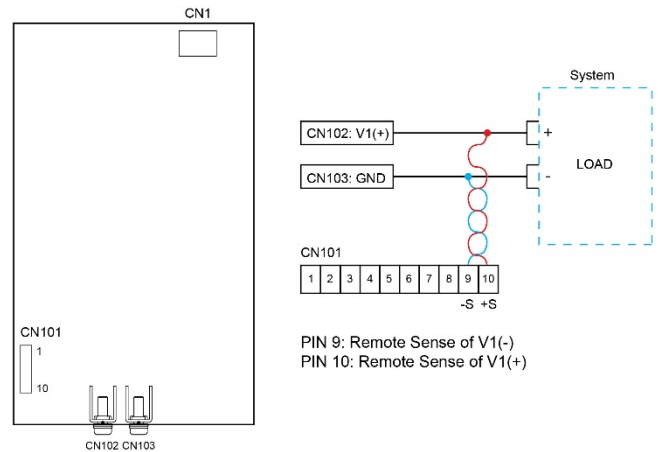 CN1
CN101
1
10
CN102 CN103
System
CN102: V1(+)
+
LOAD
CN103: GND
-
CN101
1 2 3 4 5 6 7 8 9 10
-S +S
PIN 9: Remote Sense of V1(-)
PIN 10: Remote Sense of V1(+)